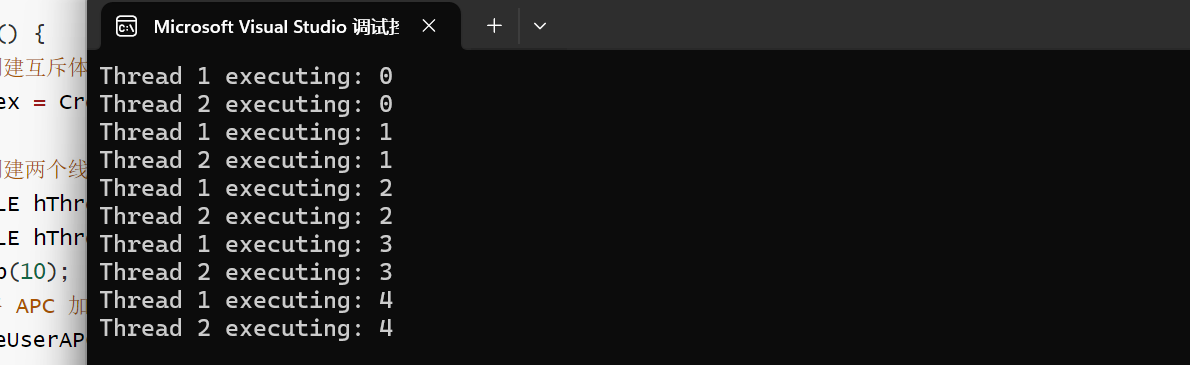 () {
建互斥体
ex = Cr
建两个线
LE hThr
LE hThr
(10);
APC 加
eUserAP
Microsoft Visual Studio 调试
Thread 1 executing: 0
Thread 2 executing: 0
Thread 1 executing: 1
Thread 2 executing: 1
Thread 1 executing: 2
Thread 2 executing: 2
Thread 1 executing: 3
Thread 2 executing: 3
Thread 1 executing: 4
Thread 2 executing: 4